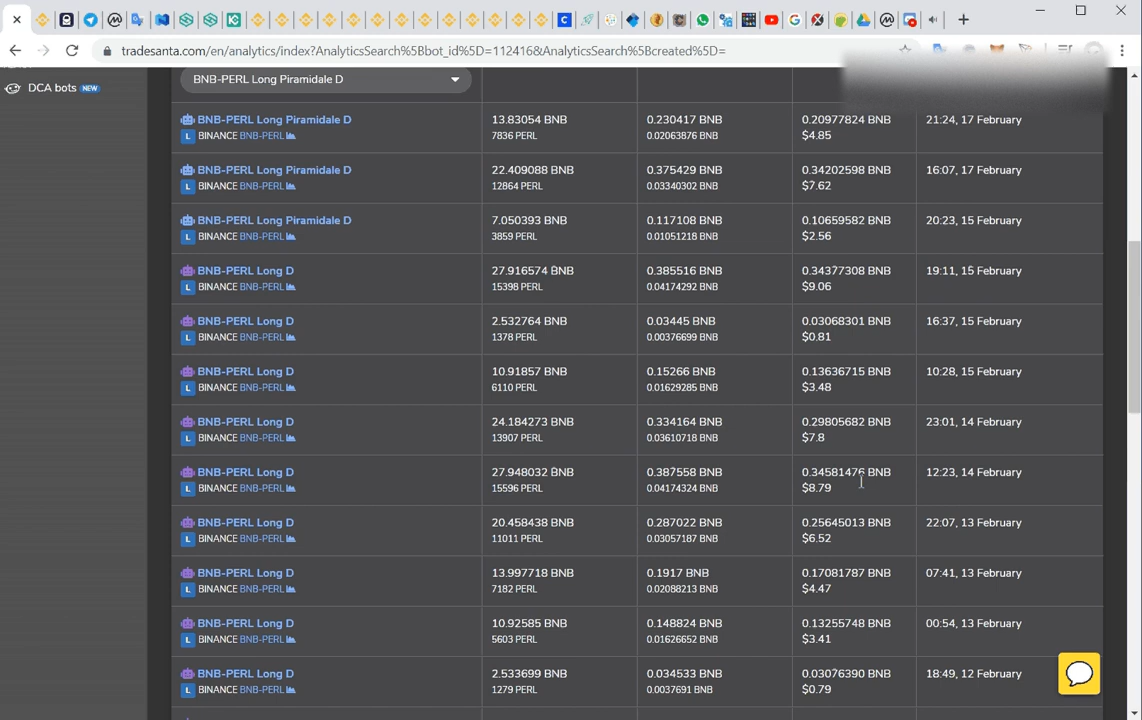 tradesanta.com/en/analytics/index?AnalyticsSearch%5Bbot_id%5D=112416&AnalyticsSearch%5Bcreated%5D=
DCA bots NEW
BNB-PERL Long Piramidale D
BNB-PERL Long Piramidale D 13.83054 BNB 0.230417 BNB 0.20977824 BNB 21:24, 17 February
L BINANCE BNB-PERL 7836 PERL 0.02063876 BNB $4.85
BNB-PERL Long Piramidale D 22.409088 BNB 0.375429 BNB 0.34202598 BNB 16:07, 17 February
L BINANCE BNB-PERL 12864 PERL 0.03340302 BNB $7.62
BNB-PERL Long Piramidale D 7.050393 BNB 0.117108 BNB 0.10659582 BNB 20:23, 15 February
L BINANCE BNB-PERL 3859 PERL 0.01051218 BNB $2.56
BNB-PERL Long D 27.916574 BNB 0.385516 BNB 0.34377308 BNB 19:11, 15 February
L BINANCE BNB-PERL 15398 PERL 0.04174292 BNB $9.06
BNB-PERL Long D 2.532764 BNB 0.03445 BNB 0.03068301 BNB 16:37, 15 February
L BINANCE BNB-PERL 1378 PERL 0.00376699 BNB $0.81
BNB-PERL Long D 10.91857 BNB 0.15266 BNB 0.13636715 BNB 10:28, 15 February
L BINANCE BNB-PERL 6110 PERL 0.01629285 BNB $3.48
BNB-PERL Long D 24.184273 BNB 0.334164 BNB 0.29805682 BNB 23:01, 14 February
L BINANCE BNB-PERL 13907 PERL 0.03610718 BNB $7.8
BNB-PERL Long D 27.948032 BNB 0.387558 BNB 0.34581476 BNB 12:23, 14 February
L BINANCE BNB-PERL 15596 PERL 0.04174324 BNB $8.79
BNB-PERL Long D 20.458438 BNB 0.287022 BNB 0.25645013 BNB 22:07, 13 February
L BINANCE BNB-PERL 11011 PERL 0.03057187 BNB $6.52
BNB-PERL Long D 13.997718 BNB 0.1917 BNB 0.17081787 BNB 07:41, 13 February
L BINANCE BNB-PERL 7182 PERL 0.02088213 BNB $4.47
BNB-PERL Long D 10.92585 BNB 0.148824 BNB 0.13255748 BNB 00:54, 13 February
L BINANCE BNB-PERL 5603 PERL 0.01626652 BNB $3.41
BNB-PERL Long D 2.533699 BNB 0.034533 BNB 0.03076390 BNB 18:49, 12 February
L BINANCE BNB-PERL 1279 PERL 0.0037691 BNB $0.79